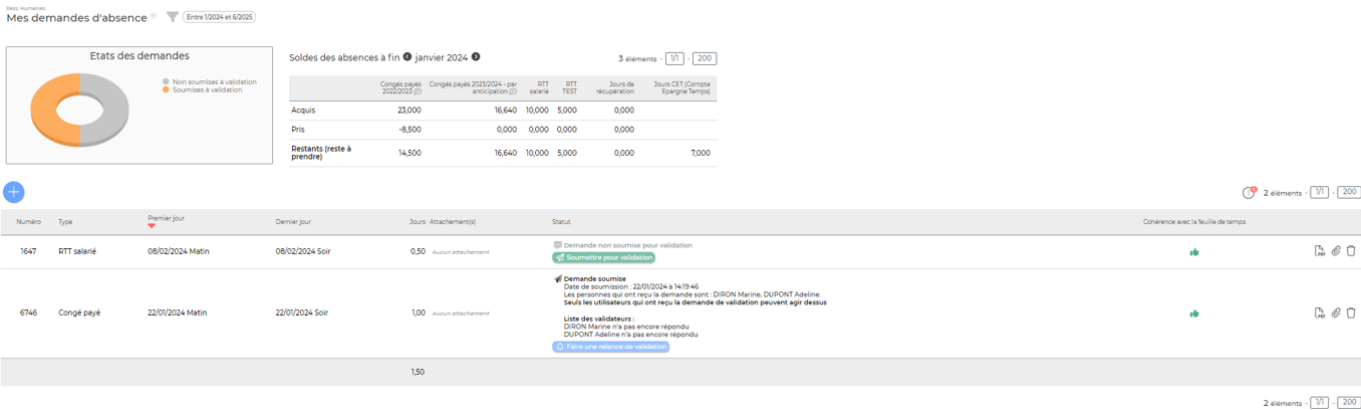 Ress. Humaines
Mes demandes d'absence
Entre 1/2024 et 6/2025
Etats des demandes
Non soumises à validation
Soumises à validation
Soldes des absences à fin janvier 2024
3 éléments - 1/1 - 200
Congés payés 2022/2023 Congés payés 2023/2024 - par anticipation RTT salarié RTT TEST Jours de récupération Jours CET (Compte Epargne Temps)
Acquis 23,000 16,640 10,000 5,000 0,000
Pris -8,500 0,000 0,000 0,000 0,000
Restants (reste à prendre) 14,500 16,640 10,000 5,000 0,000 7,000
2 éléments - 1/1 - 200
Numéro Type Premier jour Dernier jour Jours Attachement(s) Statut Cohérence avec la feuille de temps
1647 RTT salarié 08/02/2024 Matin 08/02/2024 Soir 0,50 Aucun attachement
Demande non soumise pour validation
Soumettre pour validation
6746 Congé payé 22/01/2024 Matin 22/01/2024 Soir 1,00 Aucun attachement
Demande soumise
Date de soumission : 22/01/2024 à 14:19:46
Les personnes qui ont reçu la demande sont : DIRON Marine, DUPONT Adeline.
Seuls les utilisateurs qui ont reçu la demande de validation peuvent agir dessus
Liste des validateurs :
DIRON Marine n'a pas encore répondu
DUPONT Adeline n'a pas encore répondu
Faire une relance de validation
1,50
2 éléments - 1/1 - 200